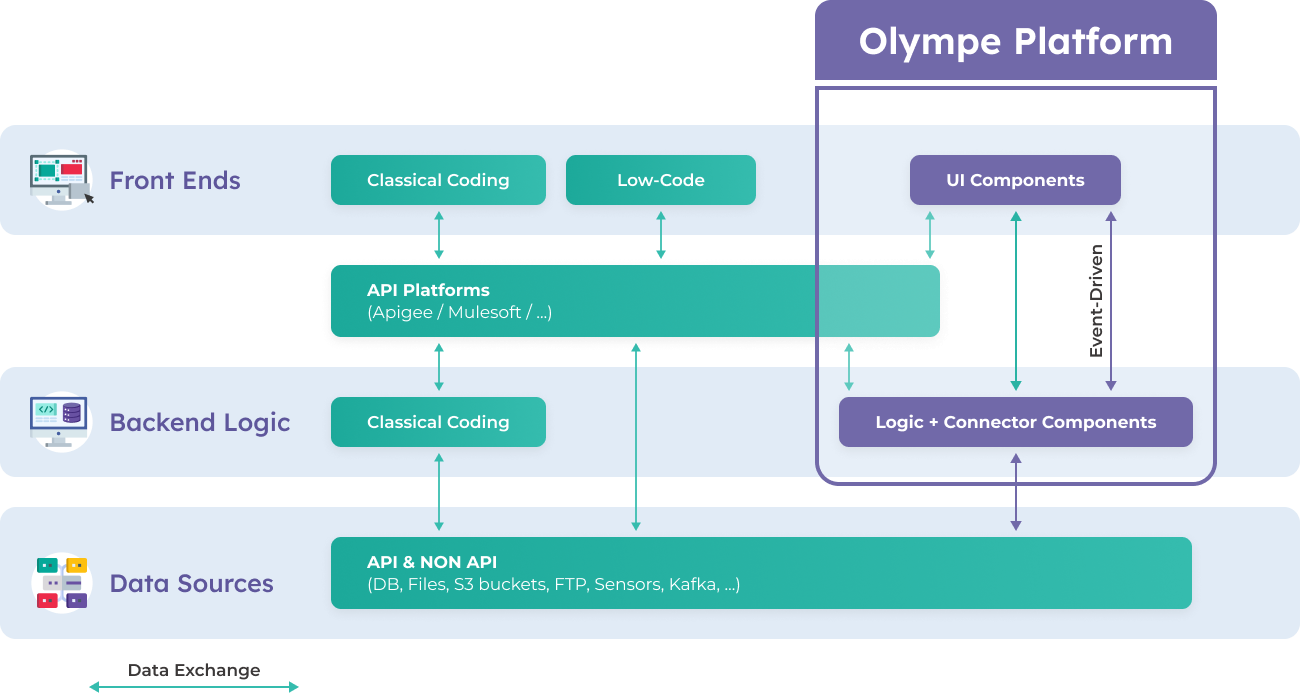 Olympe Platform
Front Ends
Classical Coding
Low-Code
UI Components
API Platforms
(Apigee / Mulesoft / ...)
Event-Driven
Backend Logic
Classical Coding
Logic + Connector Components
Data Sources
API & NON API
(DB, Files, S3 buckets, FTP, Sensors, Kafka, ...)
Data Exchange